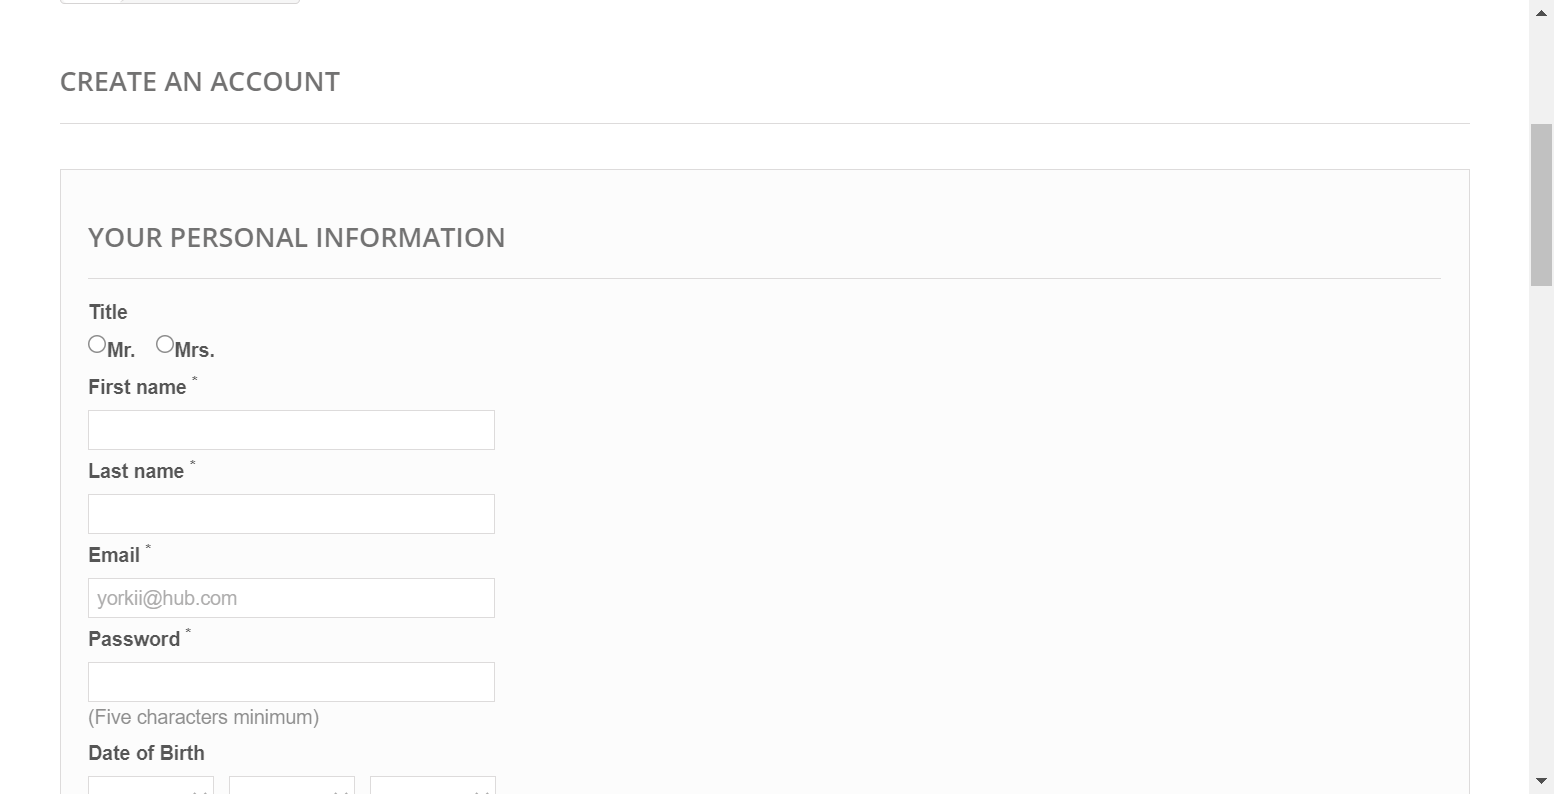 CREATE AN ACCOUNT
YOUR PERSONAL INFORMATION
Title
Mr. Mrs.
First name *
Last name *
Email *
yorkii@hub.com
Password *
(Five characters minimum)
Date of Birth